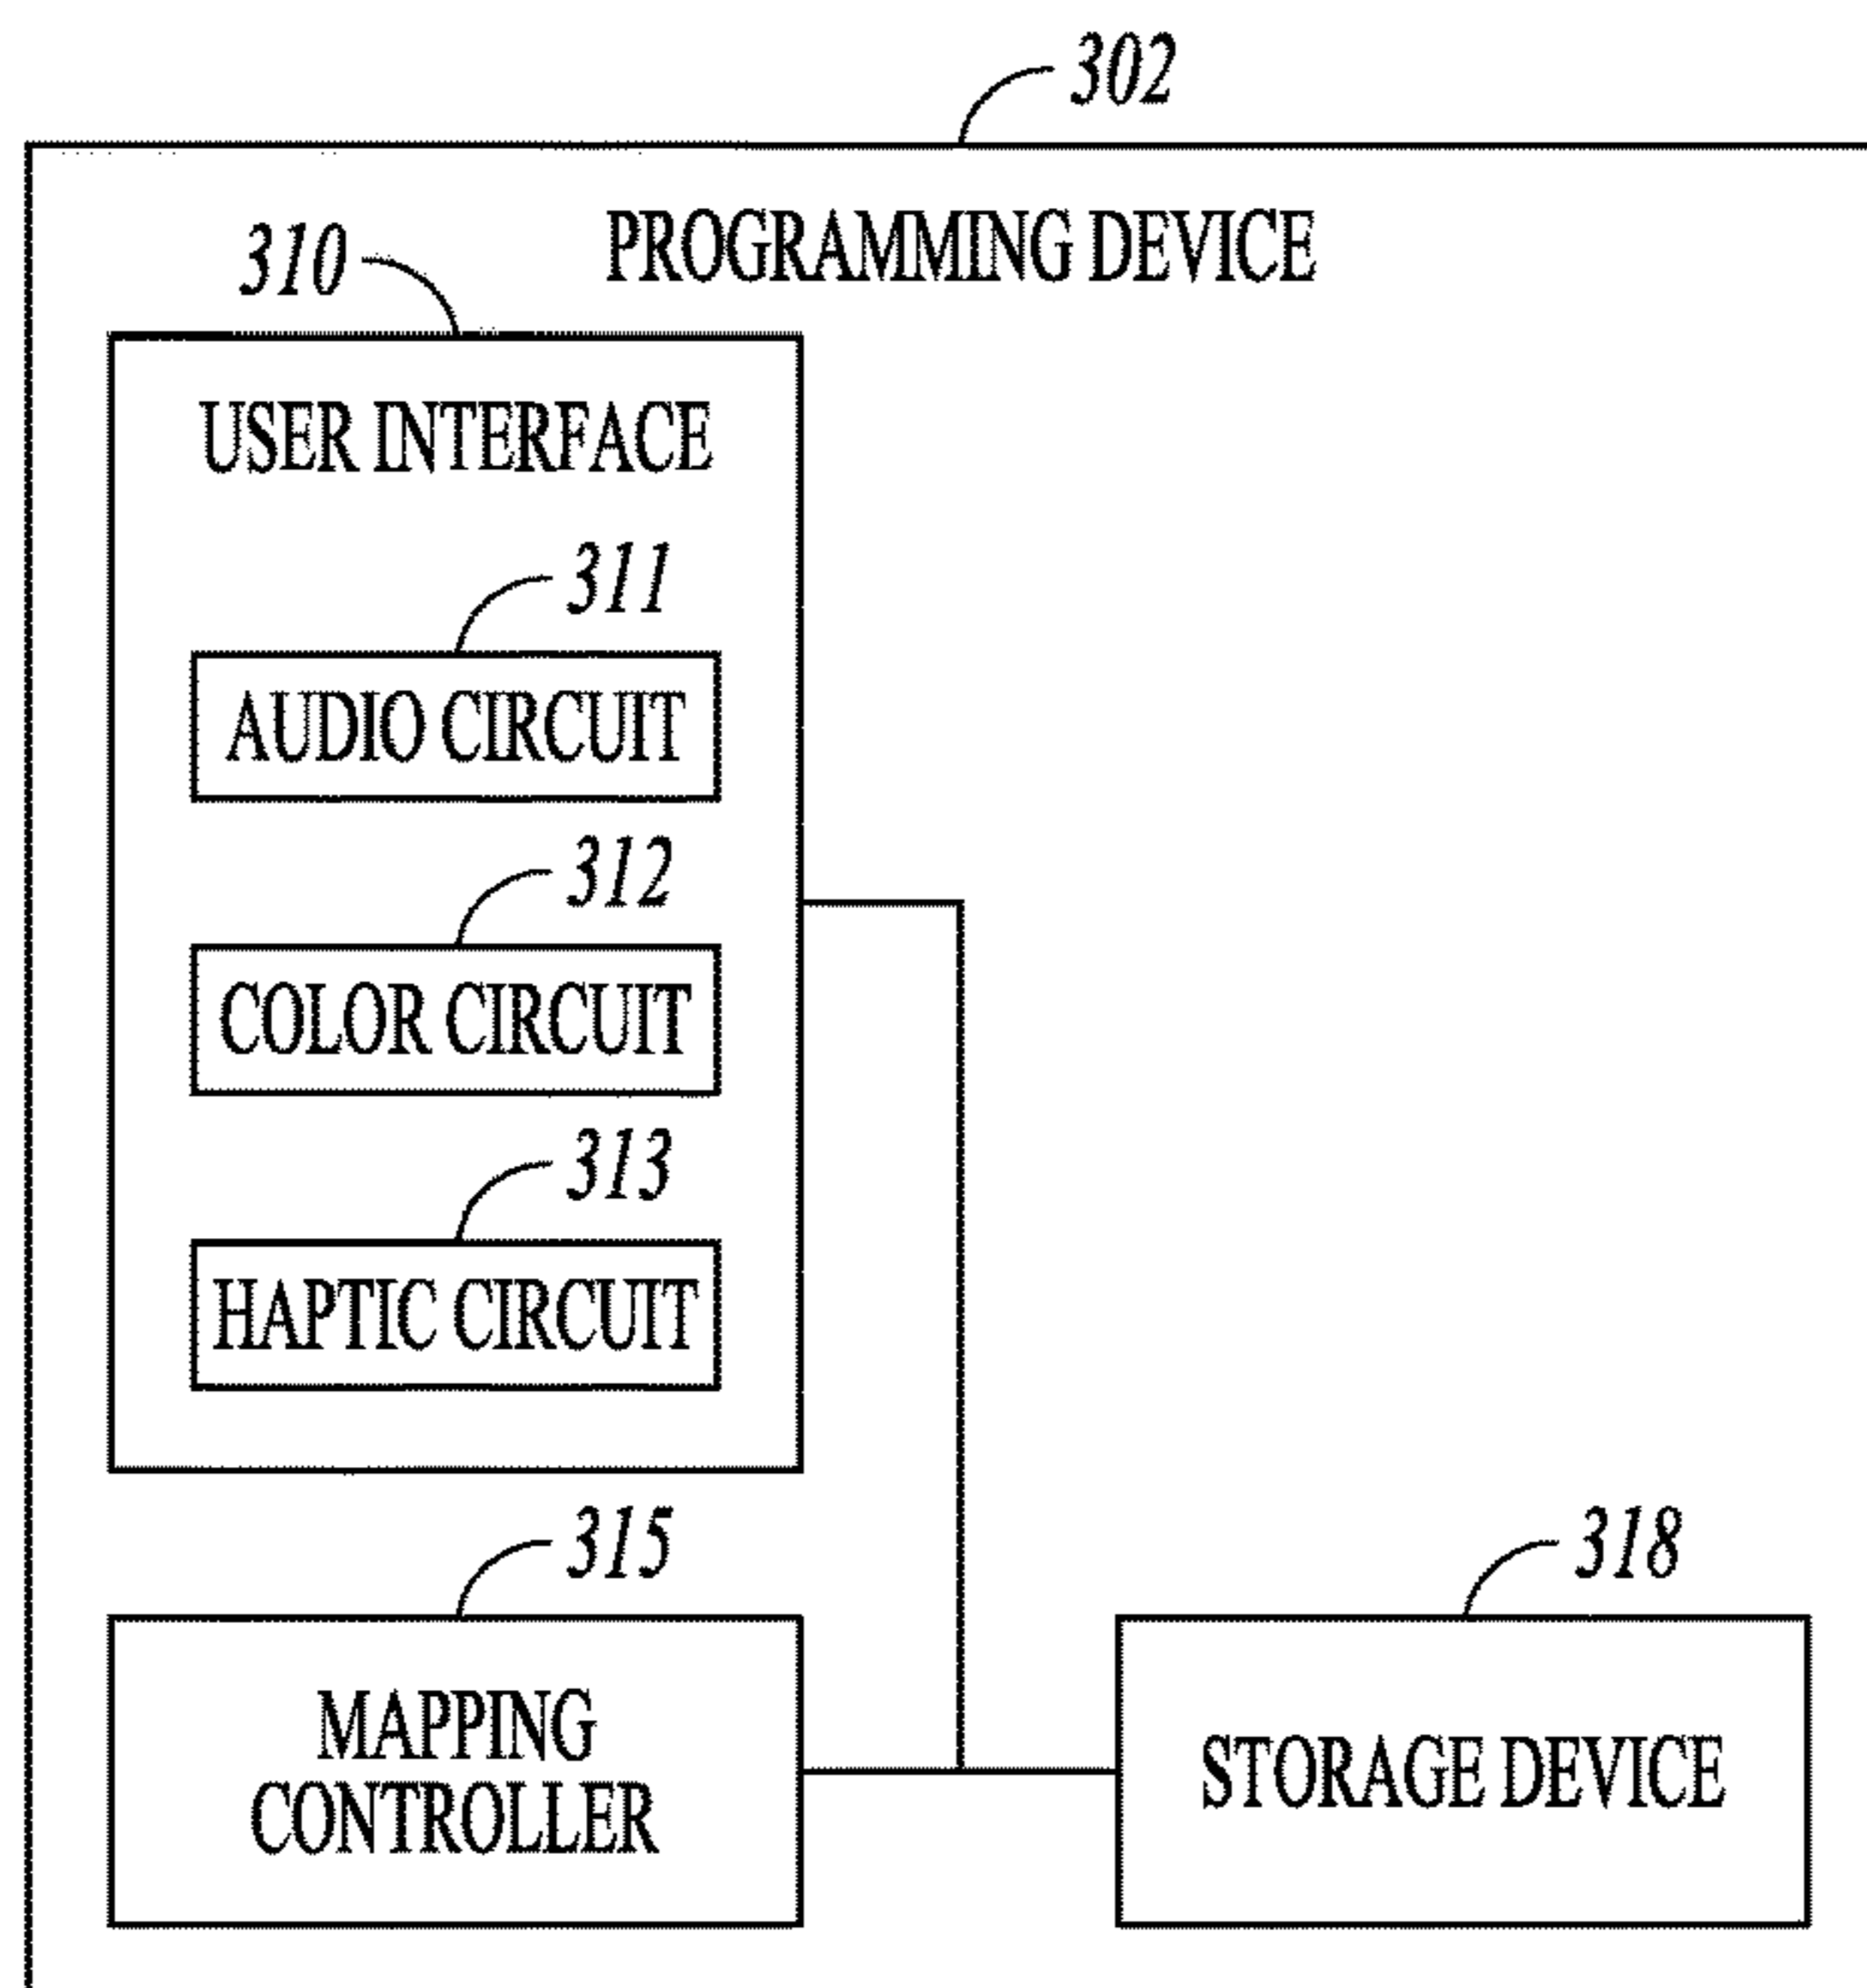 302
PROGRAMMING DEVICE
310
USER INTERFACE
311
AUDIO CIRCUIT
312
COLOR CIRCUIT
313
HAPTIC CIRCUIT
315
MAPPING
CONTROLLER
318
STORAGE DEVICE